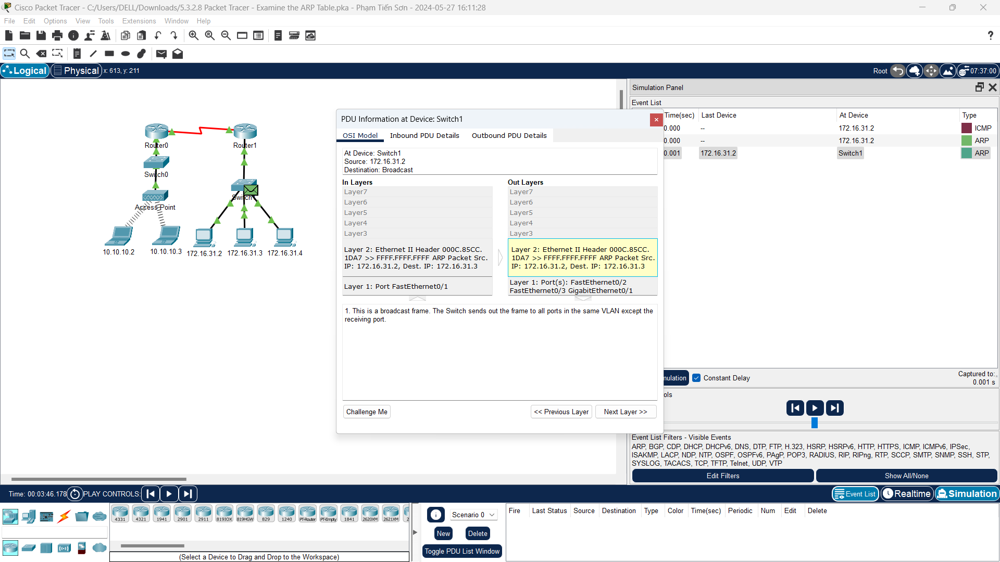 Cisco Packet Tracer - C:/Users/DELL/Downloads/5.3.2.8 Packet Tracer - Examine the ARP Table.pka - Phạm Tiến Sơn - 2024-05-27 16:11:28
File Edit Options View Tools Extensions Window Help
Logical Physical x: 613, y: 211 Root 07:37:00
Simulation Panel
Event List
Time(sec) Last Device At Device Type
0.000 -- 172.16.31.2 ICMP
0.000 -- 172.16.31.2 ARP
0.001 172.16.31.2 Switch1 ARP
Router0 Router1
Switch0
Switch
Access Point
10.10.10.2 10.10.10.3 172.16.31.2 172.16.31.3 172.16.31.4
PDU Information at Device: Switch1
OSI Model Inbound PDU Details Outbound PDU Details
At Device: Switch1
Source: 172.16.31.2
Destination: Broadcast
In Layers
Layer7
Layer6
Layer5
Layer4
Layer3
Layer 2: Ethernet II Header 000C.85CC.
1DA7 >> FFFF.FFFF.FFFF ARP Packet Src.
IP: 172.16.31.2, Dest. IP: 172.16.31.3
Layer 1: Port FastEthernet0/1
Out Layers
Layer7
Layer6
Layer5
Layer4
Layer3
Layer 2: Ethernet II Header 000C.85CC.
1DA7 >> FFFF.FFFF.FFFF ARP Packet Src.
IP: 172.16.31.2, Dest. IP: 172.16.31.3
Layer 1: Port(s): FastEthernet0/2
FastEthernet0/3 GigabitEthernet0/1
1. This is a broadcast frame. The Switch sends out the frame to all ports in the same VLAN except the
receiving port.
Challenge Me << Previous Layer Next Layer >>
mulation Constant Delay
Captured to:
0.001 s
ols
Event List Filters - Visible Events
ARP, BGP, CDP, DHCP, DHCPv6, DNS, DTP, FTP, H.323, HSRP, HSRPv6, HTTP, HTTPS, ICMP, ICMPv6, IPSec,
ISAKMP, LACP, NDP, NTP, OSPF, OSPFv6, PAgP, POP3, RADIUS, RIP, RIPng, RTP, SCCP, SMTP, SNMP, SSH, STP,
SYSLOG, TACACS, TCP, TFTP, Telnet, UDP, VTP
Edit Filters Show All/None
Time: 00:03:46.178 PLAY CONTROLS: Event List Realtime Simulation
4331 4321 1941 2901 2911 819IOX 819HGW 829 1240 PT-Router PT-Empty 1841 2620XM 2621XM 2
(Select a Device to Drag and Drop to the Workspace)
Scenario 0
New Delete
Toggle PDU List Window
Fire Last Status Source Destination Type Color Time(sec) Periodic Num Edit Delete